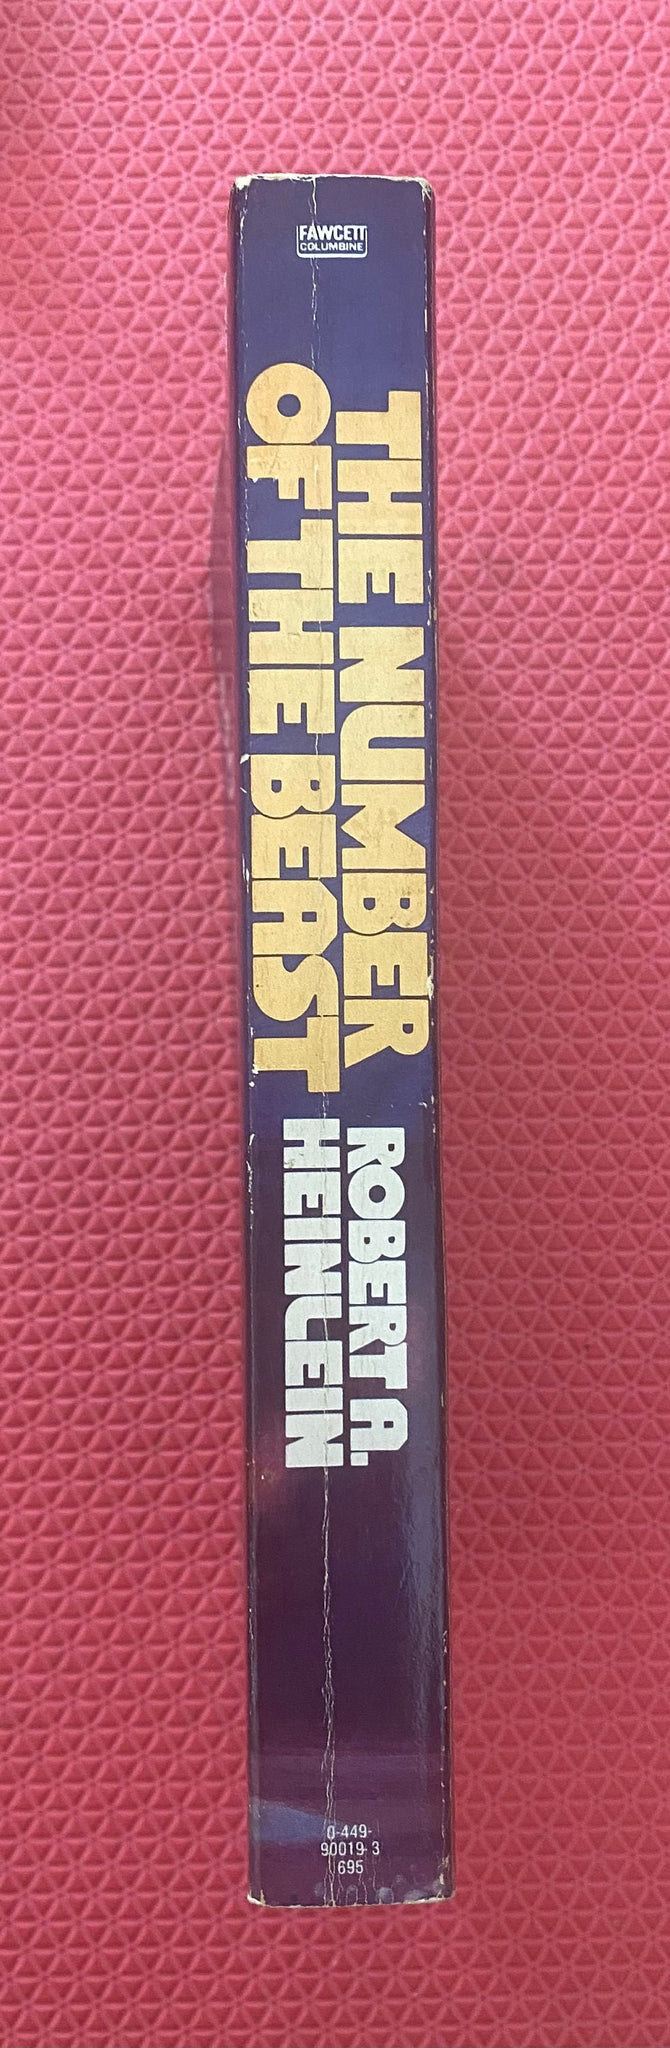 FAWCETT
COLUMBINE
THE NUMBER
OF THE BEAST
ROBERT A.
HEINLEIN
0-449-
90019-3
695